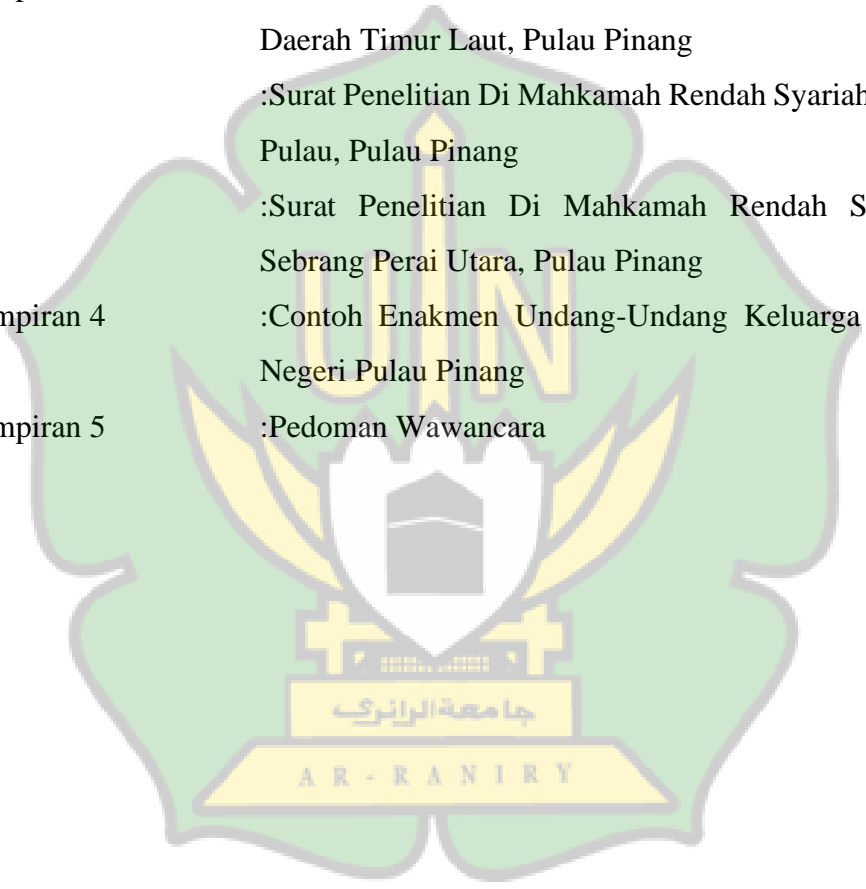 Daerah Timur Laut, Pulau Pinang
:Surat Penelitian Di Mahkamah Rendah Syariah
Pulau, Pulau Pinang
:Surat Penelitian Di Mahkamah Rendah S
Sebrang Perai Utara, Pulau Pinang
mpiran 4 :Contoh Enakmen Undang-Undang Keluarga
Negeri Pulau Pinang
mpiran 5 :Pedoman Wawancara
UIN
جامعةالرانري
AR-RANIRY